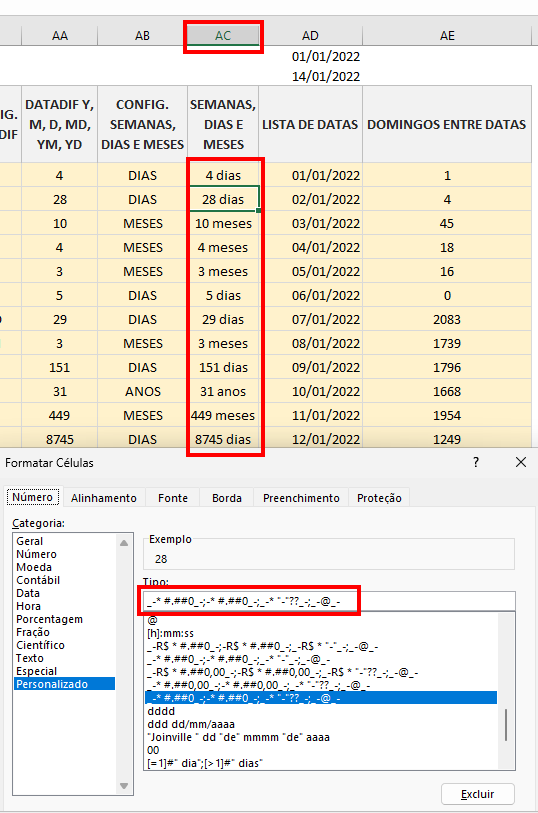 AA AB AC AD AE
01/01/2022
14/01/2022
IG. DATADIF Y, CONFIG. SEMANAS,
DIF M, D, MD, SEMANAS, DIAS E LISTA DE DATAS DOMINGOS ENTRE DATAS
YM, YD DIAS E MESES MESES
4 DIAS 4 dias 01/01/2022 1
28 DIAS 28 dias 02/01/2022 4
10 MESES 10 meses 03/01/2022 45
4 MESES 4 meses 04/01/2022 18
3 MESES 3 meses 05/01/2022 16
5 DIAS 5 dias 06/01/2022 0
29 DIAS 29 dias 07/01/2022 2083
3 MESES 3 meses 08/01/2022 1739
151 DIAS 151 dias 09/01/2022 1796
31 ANOS 31 anos 10/01/2022 1668
449 MESES 449 meses 11/01/2022 1954
8745 DIAS 8745 dias 12/01/2022 1249
Formatar Células ? ×
Número Alinhamento Fonte Borda Preenchimento Proteção
Categoria:
Geral
Número
Moeda
Contábil
Data
Hora
Porcentagem
Fração
Científico
Texto
Especial
Personalizado
Exemplo
28
Tipo:
_-* #.##0_-;-* #.##0_-;_-* "-"??_-;_-@_-
@
[h]:mm:ss
_-R$ * #.##0_-;-R$ * #.##0_-;_-R$ * "-"_-;_-@_-
_-* #.##0_-;-* #.##0_-;_-* "-"_-;_-@_-
_-R$ * #.##0,00_-;-R$ * #.##0,00_-;_-R$ * "-"??_-;_-@_-
_-* #.##0,00_-;-* #.##0,00_-;_-* "-"??_-;_-@_-
_-* #.##0_-;-* #.##0_-;_-* "-"??_-;_-@_-
dddd
ddd dd/mm/aaaa
"Joinville " dd "de" mmmm "de" aaaa
00
[=1]#" dia";[>1]#" dias"
Excluir